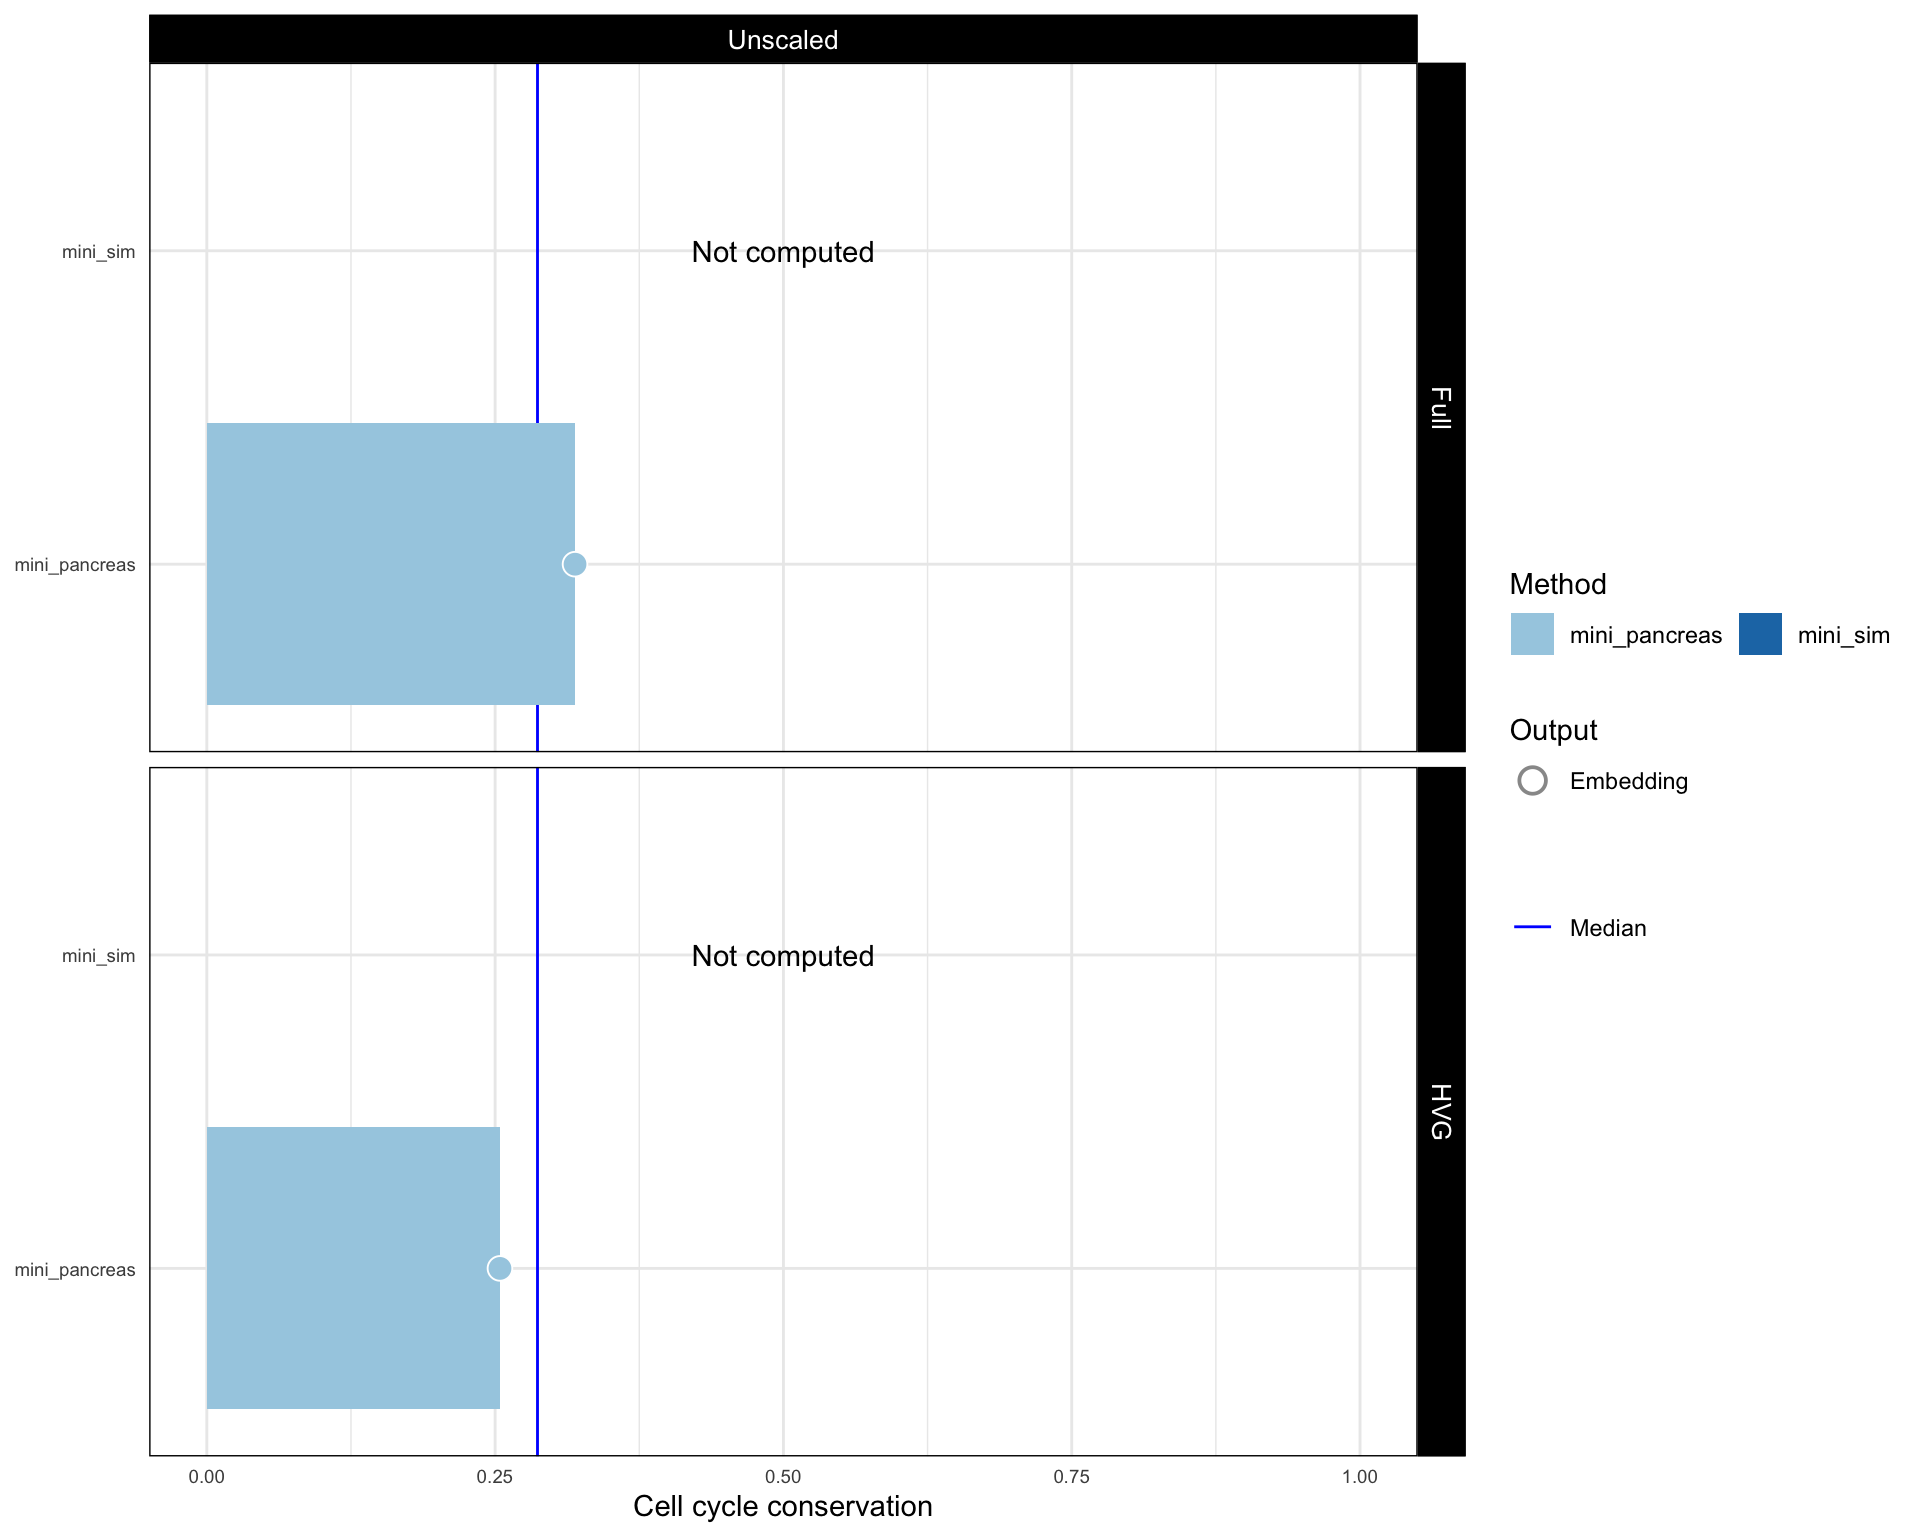 Unscaled
mini_sim
Not computed
mini_pancreas
Full
mini_sim
Not computed
mini_pancreas
HVG
0.00 0.25 0.50 0.75 1.00
Cell cycle conservation
Method
mini_pancreas mini_sim
Output
Embedding
Median